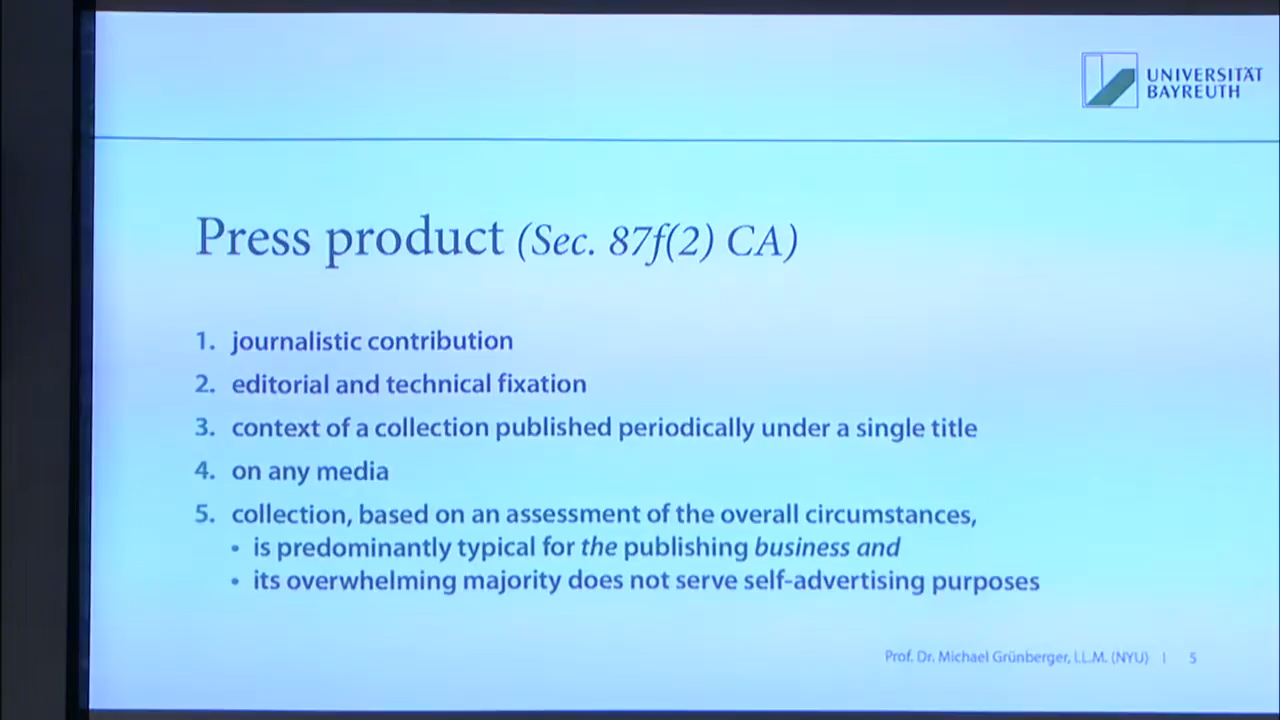 UNIVERSITÄT
BAYREUTH
Press product (Sec. 87f(2) CA)
1. journalistic contribution
2. editorial and technical fixation
3. context of a collection published periodically under a single title
4. on any media
5. collection, based on an assessment of the overall circumstances,
• is predominantly typical for the publishing business and
• its overwhelming majority does not serve self-advertising purposes
Prof. Dr. Michael Grünberger, LL.M. (NYU) | 5